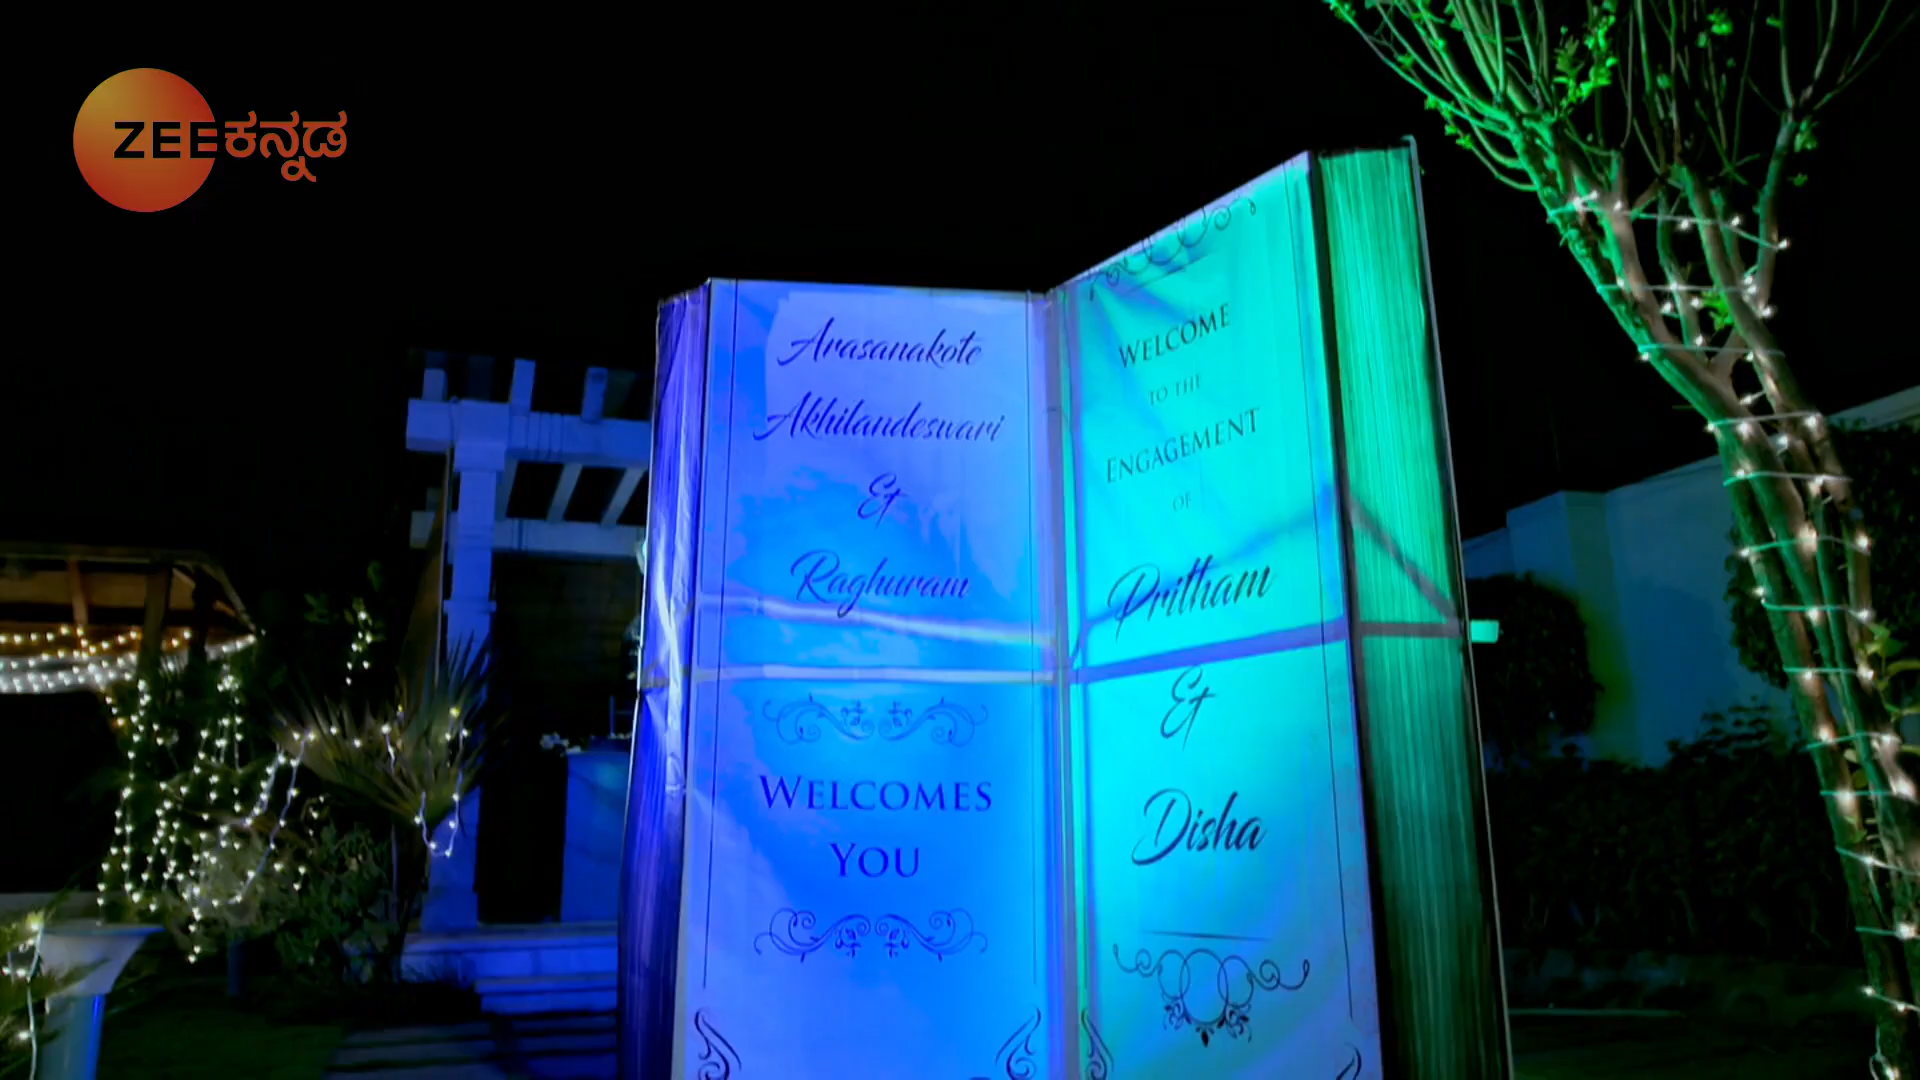 ZEEಕನ್ನಡ
Arasanakote
Akhilandeswari
&
Raghuram
WELCOMES
YOU
WELCOME
TO THE
ENGAGEMENT
OF
Pritham
&
Disha